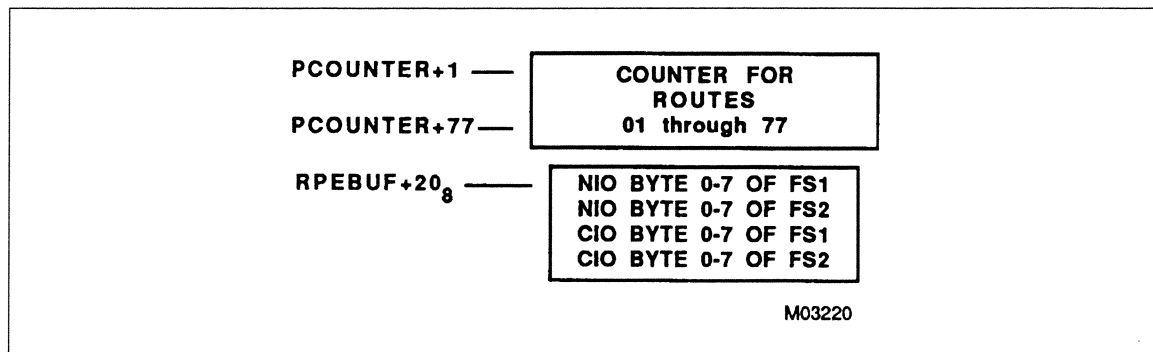 PCOUNTER+1
COUNTER FOR
ROUTES
PCOUNTER+77
01 through 77
RPEBUF+20₈
NIO BYTE 0-7 OF FS1
NIO BYTE 0-7 OF FS2
CIO BYTE 0-7 OF FS1
CIO BYTE 0-7 OF FS2
M03220